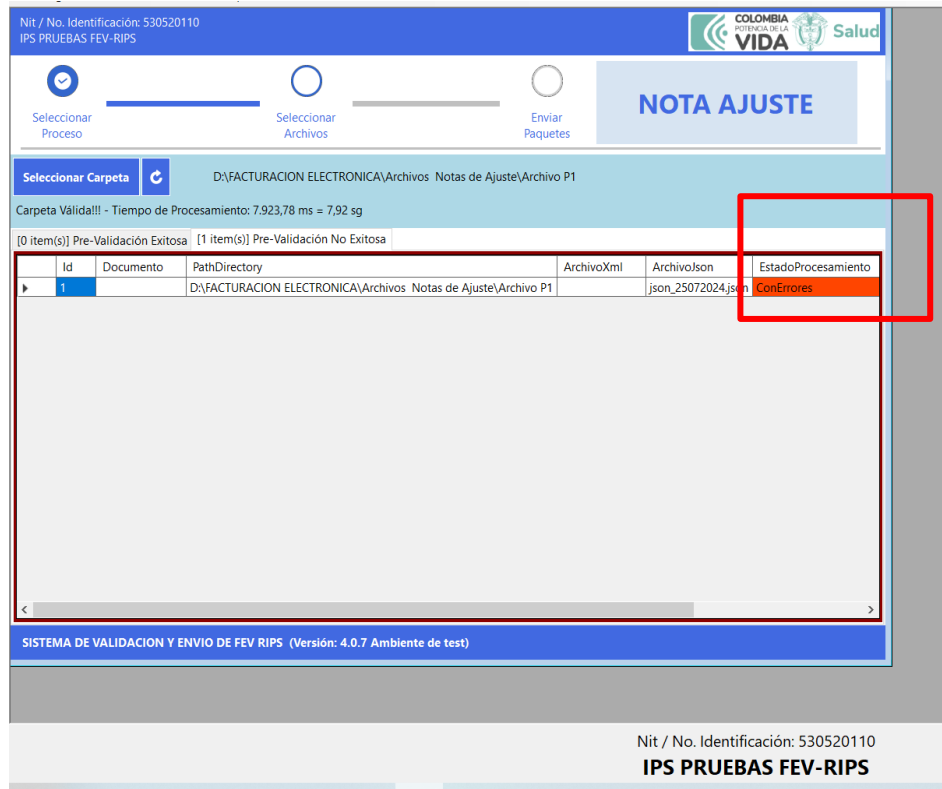 Nit / No. Identificación: 530520110
IPS PRUEBAS FEV-RIPS
COLOMBIA
POTENCIA DE LA
VIDA
Salud
Seleccionar
Proceso
Seleccionar
Archivos
Enviar
Paquetes
NOTA AJUSTE
Seleccionar Carpeta
D:\FACTURACION ELECTRONICA\Archivos Notas de Ajuste\Archivo P1
Carpeta Válida!!! - Tiempo de Procesamiento: 7.923,78 ms = 7,92 sg
[0 item(s)] Pre-Validación Exitosa [1 item(s)] Pre-Validación No Exitosa
Id Documento PathDirectory ArchivoXml ArchivoJson EstadoProcesamiento
1 D:\FACTURACION ELECTRONICA\Archivos Notas de Ajuste\Archivo P1 json_25072024.json ConErrores
SISTEMA DE VALIDACION Y ENVIO DE FEV RIPS (Versión: 4.0.7 Ambiente de test)
Nit / No. Identificación: 530520110
IPS PRUEBAS FEV-RIPS